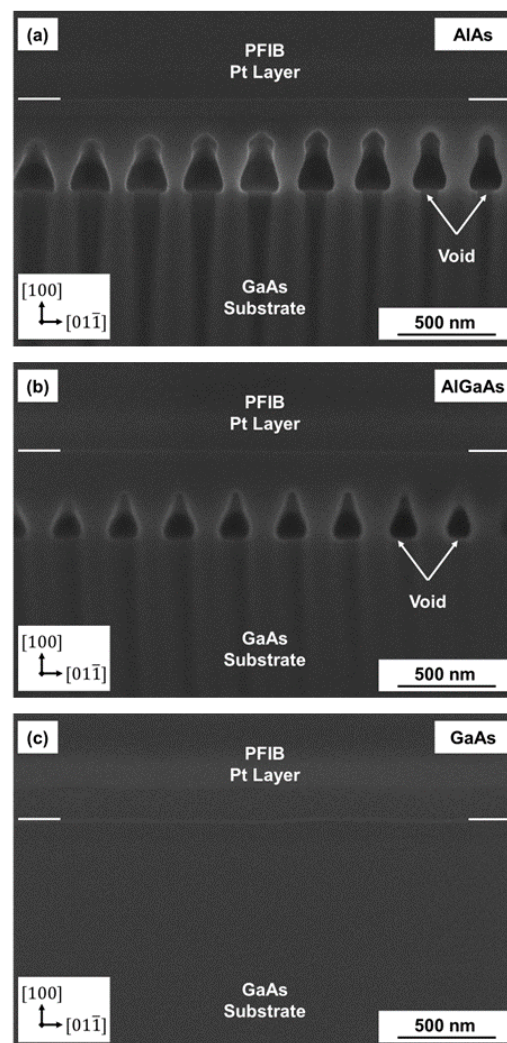 (a)
AlAs
PFIB
Pt Layer
Void
[100]
[011̅]
GaAs
Substrate
500 nm
(b)
AlGaAs
PFIB
Pt Layer
Void
[100]
[011̅]
GaAs
Substrate
500 nm
(c)
GaAs
PFIB
Pt Layer
[100]
[011̅]
GaAs
Substrate
500 nm